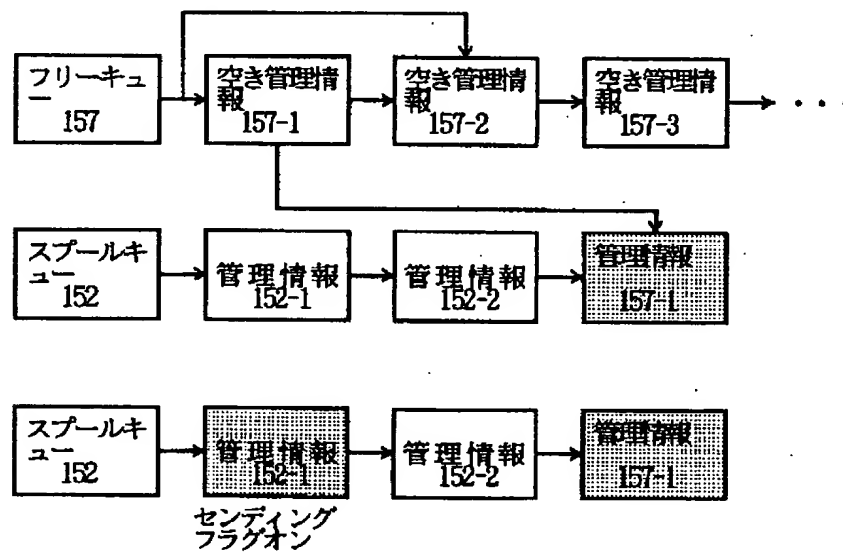 フリーキュ
ー
157
空き管理情
報
157-1
空き管理情
報
157-2
空き管理情
報
157-3
・・・
スプールキ
ュー
152
管理情報
152-1
管理情報
152-2
管理情報
157-1
スプールキ
ュー
152
管理情報
152-1
管理情報
152-2
管理情報
157-1
センディング
フラグオン